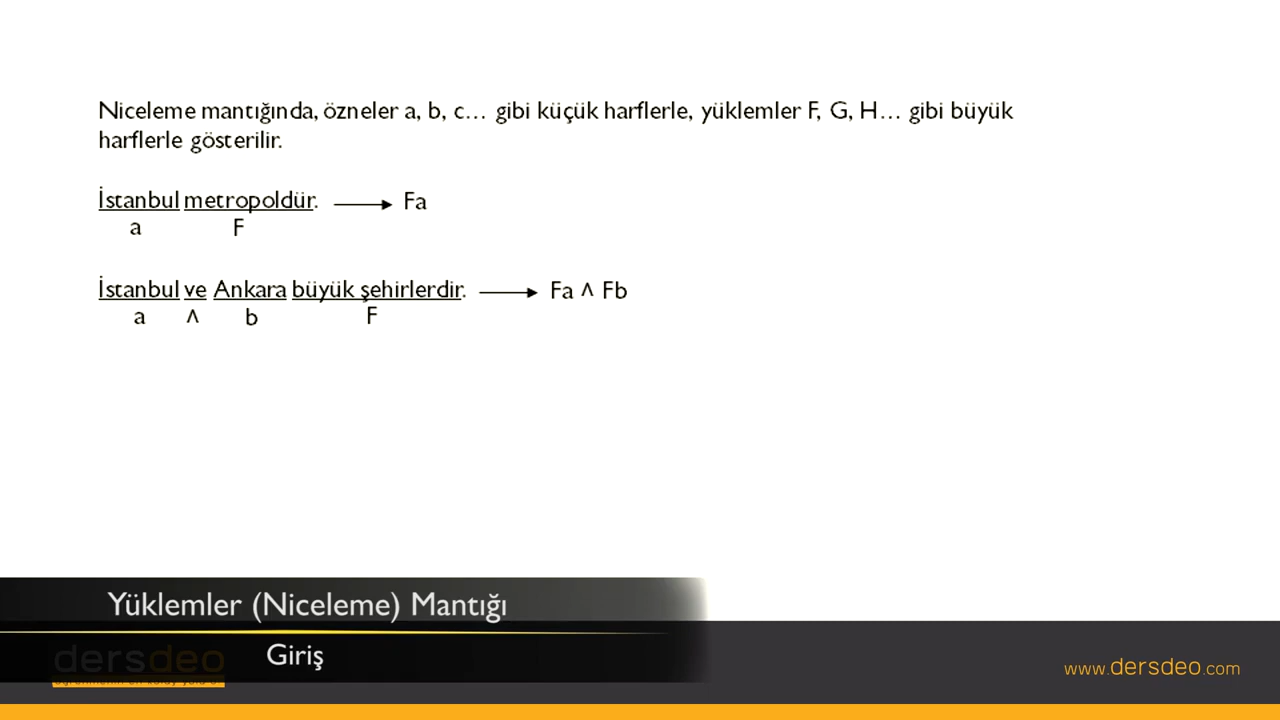 Niceleme mantığında, özneler a, b, c… gibi küçük harflerle, yüklemler F, G, H… gibi büyük
harflerle gösterilir.
İstanbul metropoldür. → Fa
a F
İstanbul ve Ankara büyük şehirlerdir. → Fa ∧ Fb
a ∧ b F
Yüklemler (Niceleme) Mantığı
Giriş
dersdeo
www.dersdeo.com